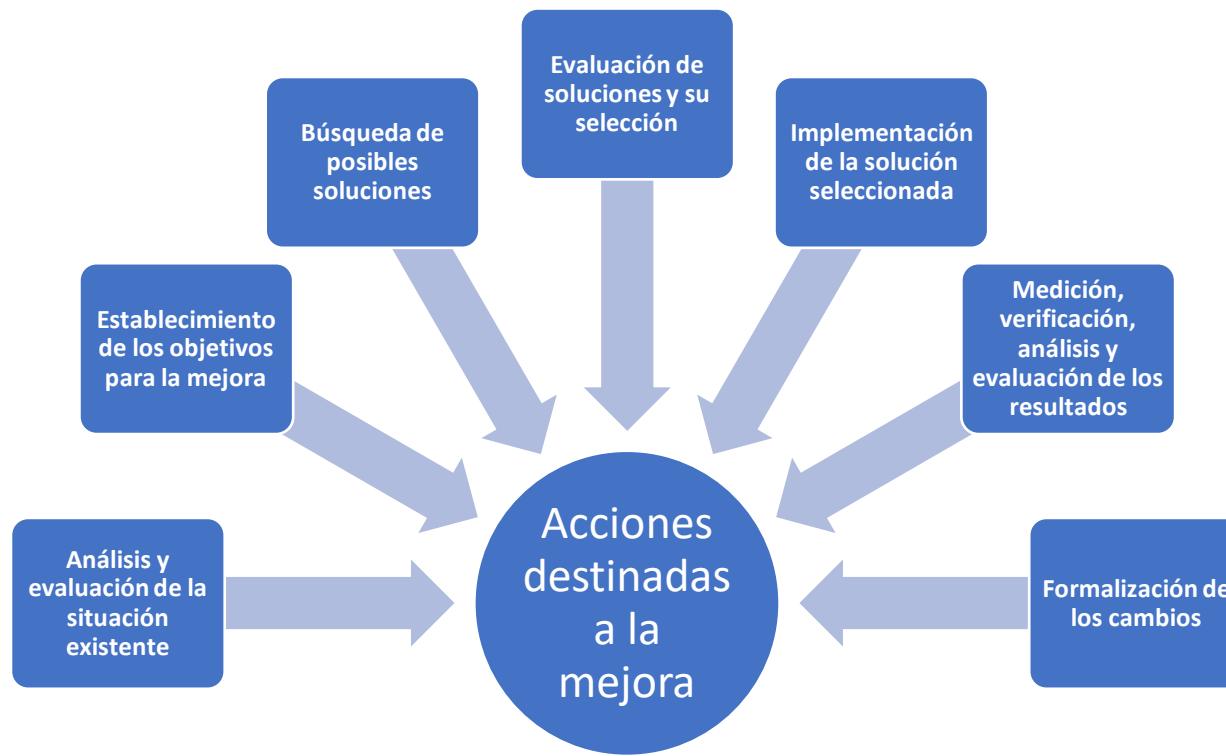 Análisis y
evaluación de la
situación
existente
Establecimiento
de los objetivos
para la mejora
Búsqueda de
posibles
soluciones
Evaluación de
soluciones y su
selección
Implementación
de la solución
seleccionada
Medición,
verificación,
análisis y
evaluación de los
resultados
Formalización de
los cambios
Acciones
destinadas
a la
mejora